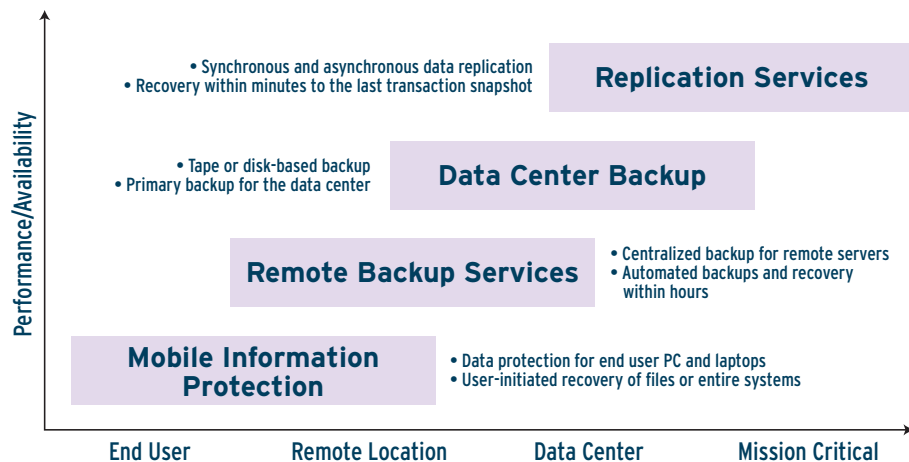 Performance/Availability
• Synchronous and asynchronous data replication
• Recovery within minutes to the last transaction snapshot
Replication Services
• Tape or disk-based backup
• Primary backup for the data center
Data Center Backup
Remote Backup Services
• Centralized backup for remote servers
• Automated backups and recovery
within hours
Mobile Information
Protection
• Data protection for end user PC and laptops
• User-initiated recovery of files or entire systems
End User
Remote Location
Data Center
Mission Critical